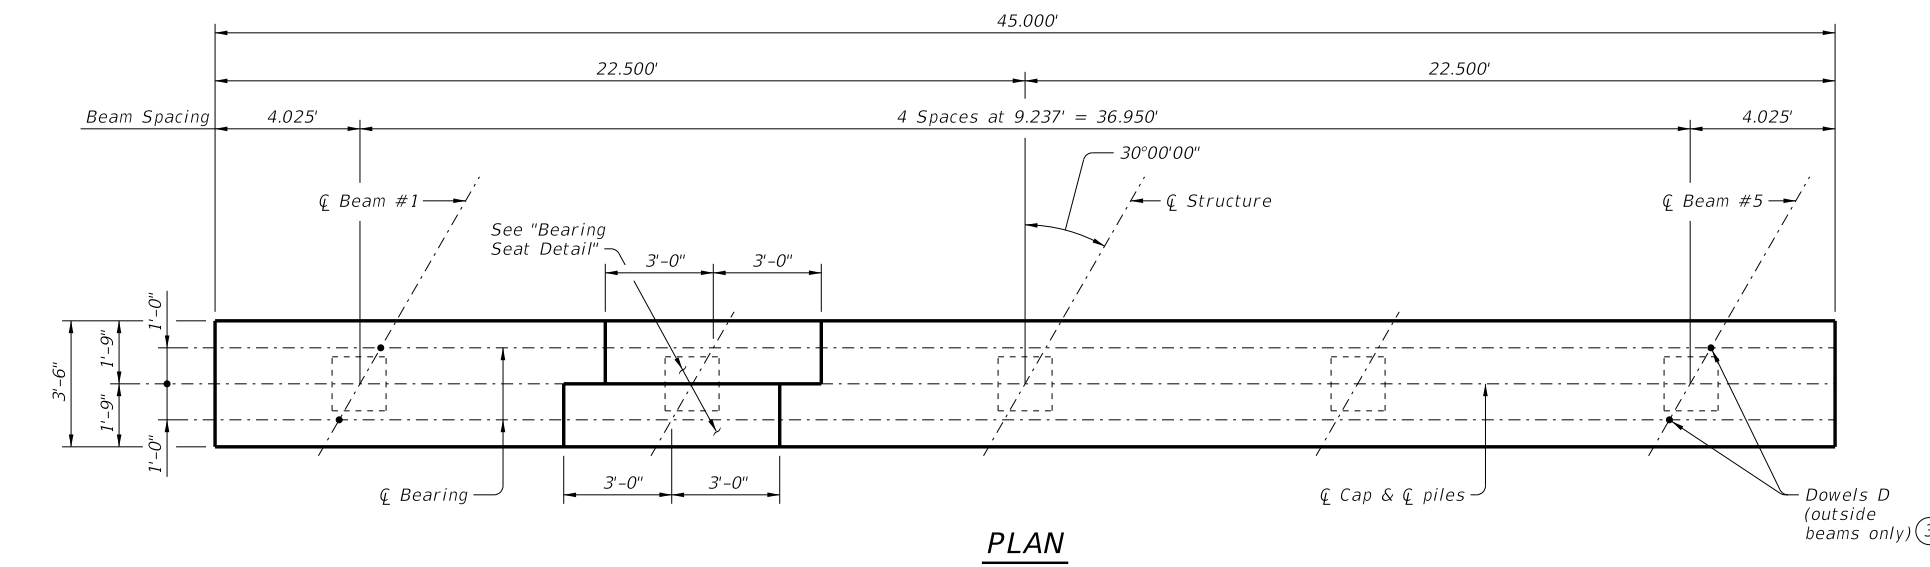 45.000'
22.500'
22.500'
Beam Spacing
4.025'
4 Spaces at 9.237' = 36.950'
4.025'
30°00'00"
℄ Beam #1
℄ Structure
℄ Beam #5
See "Bearing
Seat Detail"
3'-0"
3'-0"
1'-0"
1'-9"
3'-6"
1'-9"
1'-0"
3'-0"
3'-0"
℄ Bearing
℄ Cap & ℄ piles
Dowels D
(outside
beams only) 3
PLAN